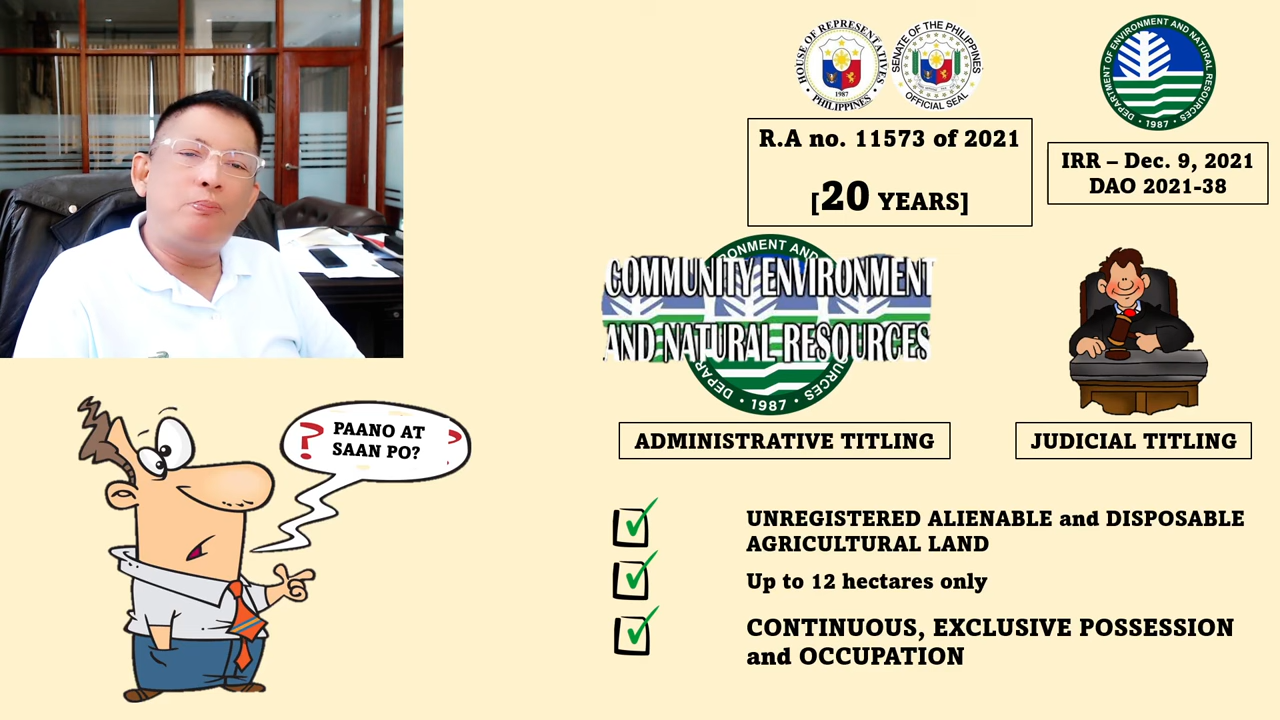 HOUSE OF REPRESENTATIVES
1987
PHILIPPINES
SENATE OF THE PHILIPPINES
OFFICIAL SEAL
DEPARTMENT OF ENVIRONMENT AND NATURAL RESOURCES
1987
R.A no. 11573 of 2021
[20 YEARS]
IRR – Dec. 9, 2021
DAO 2021-38
ENVIRONMENT AND
COMMUNITY ENVIRONMENT
AND NATURAL RESOURCES
1987
ADMINISTRATIVE TITLING
JUDICIAL TITLING
? PAANO AT ?
SAAN PO?
UNREGISTERED ALIENABLE and DISPOSABLE
AGRICULTURAL LAND
Up to 12 hectares only
CONTINUOUS, EXCLUSIVE POSSESSION
and OCCUPATION